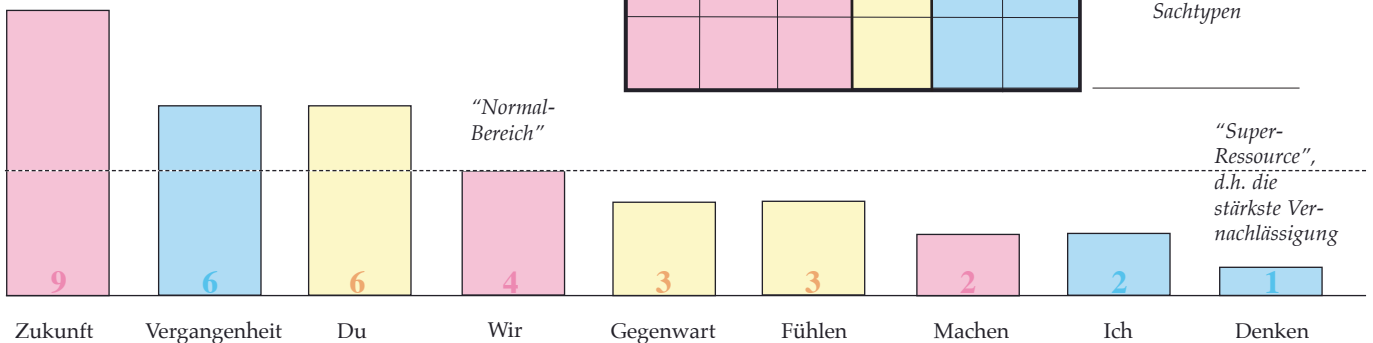 Sachtypen
“Normal-
Bereich”
“Super-
Ressource”,
d.h. die
stärkste Ver-
nachlässigung
9 6 6 4 3 3 2 2 1
Zukunft Vergangenheit Du Wir Gegenwart Fühlen Machen Ich Denken